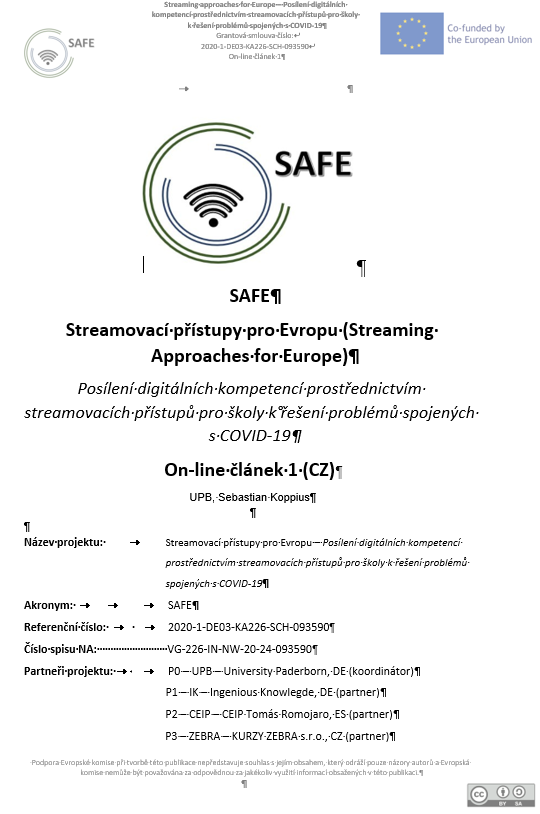 Streaming approaches for Europe — Posílení digitálních
kompetencí prostřednictvím streamovacích přístupů pro školy
k řešení problémů spojených s COVID-19¶
Grantová smlouva číslo:↵
2020-1-DE03-KA226-SCH-093590↵
On-line článek 1¶
SAFE
Co-funded by
the European Union
→ ¶
SAFE
¶
SAFE¶
Streamovací přístupy pro Evropu (Streaming
Approaches for Europe)¶
Posílení digitálních kompetencí prostřednictvím
streamovacích přístupů pro školy k°řešení problémů spojených
s COVID-19¶
On-line článek 1 (CZ)¶
UPB, Sebastian Koppius¶
¶
¶
Název projektu: → Streamovací přístupy pro Evropu — Posílení digitálních kompetencí
prostřednictvím streamovacích přístupů pro školy k řešení problémů
spojených s COVID-19¶
Akronym: → → → SAFE¶
Referenční číslo: → → 2020-1-DE03-KA226-SCH-093590¶
Číslo spisu NA: VG-226-IN-NW-20-24-093590¶
Partneři projektu: → → P0 — UPB — University Paderborn, DE (koordinátor)¶
P1 — IK — Ingenious Knowlegde, DE (partner)¶
P2 — CEIP — CEIP Tomás Romojaro, ES (partner)¶
P3 — ZEBRA — KURZY ZEBRA s.r.o., CZ (partner)¶
Podpora Evropské komise při tvorbě této publikace nepředstavuje souhlas s jejím obsahem, který odráží pouze názory autorů a Evropská
komise nemůže být považována za odpovědnou za jakékoliv využití informací obsažených v této publikaci.¶
¶
CC BY SA